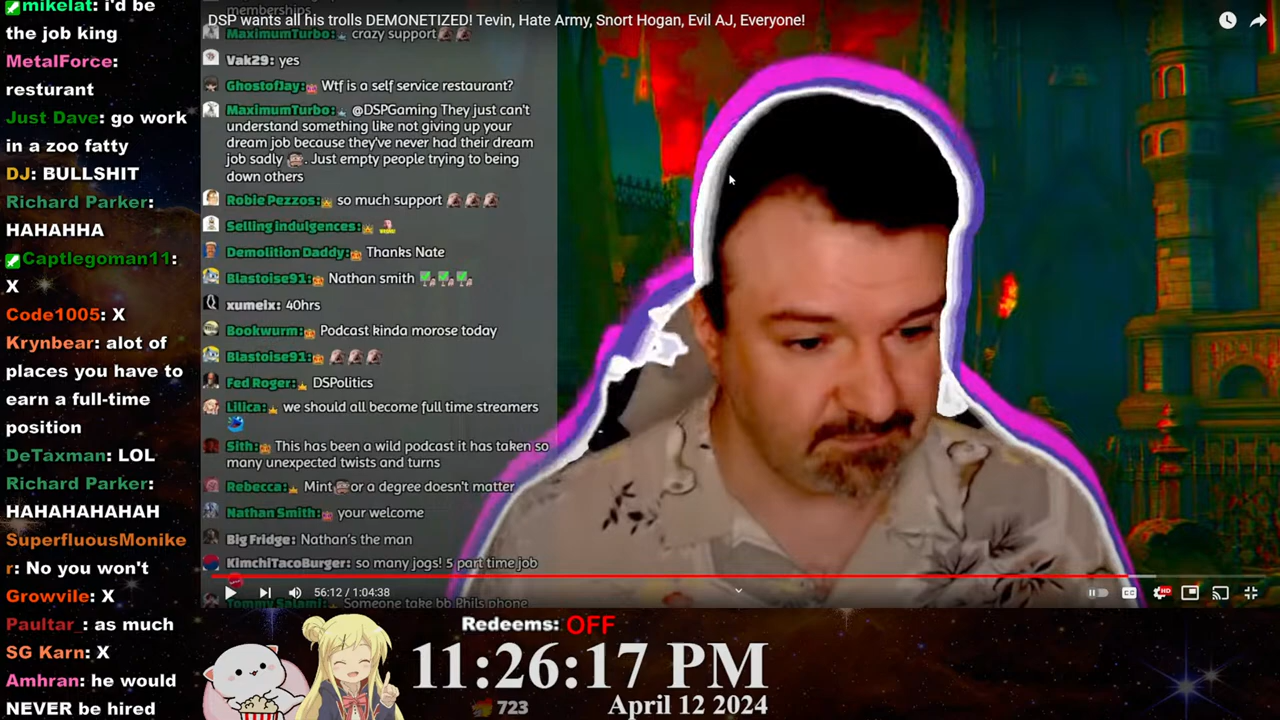 mikelat: i'd be
the job king
MetalForce:
resturant
Just Dave: go work
in a zoo fatty
DJ: BULLSHIT
Richard Parker:
HAHAHHA
Captlegoman11:
X
Code1005: X
Krynbear: alot of
places you have to
earn a full-time
position
DeTaxman: LOL
Richard Parker:
HAHAHAHAHAH
SuperfluousMonike
r: No you won't
Growvile: X
Paultar_: as much
SG Karn: X
Amhran: he would
NEVER be hired
DSP wants all his trolls DEMONETIZED! Tevin, Hate Army, Snort Hogan, Evil AJ, Everyone!
memberships
MaximumTurbo: crazy support
Vak29: yes
GhostofJay: Wtf is a self service restaurant?
MaximumTurbo: @DSPGaming They just can't
understand something like not giving up your
dream job because they've never had their dream
job sadly. Just empty people trying to being
down others
Robie Pezzos: so much support
Selling indulgences:
Demolition Daddy: Thanks Nate
Blastoise91: Nathan smith
xumeix: 40hrs
Bookwurm: Podcast kinda morose today
Blastoise91:
Fed Roger: DSPolitics
Lilica: we should all become full time streamers
Sith: This has been a wild podcast it has taken so
many unexpected twists and turns
Rebecca: Mint or a degree doesn't matter
Nathan Smith: your welcome
Big Fridge: Nathan's the man
KimchiTacoBurger: so many jogs! 5 part time job
Tommy Salami: Someone take bb Phils phone
56:12 / 1:04:38
CC
HD
Redeems: OFF
11:26:17 PM
723
April 12 2024